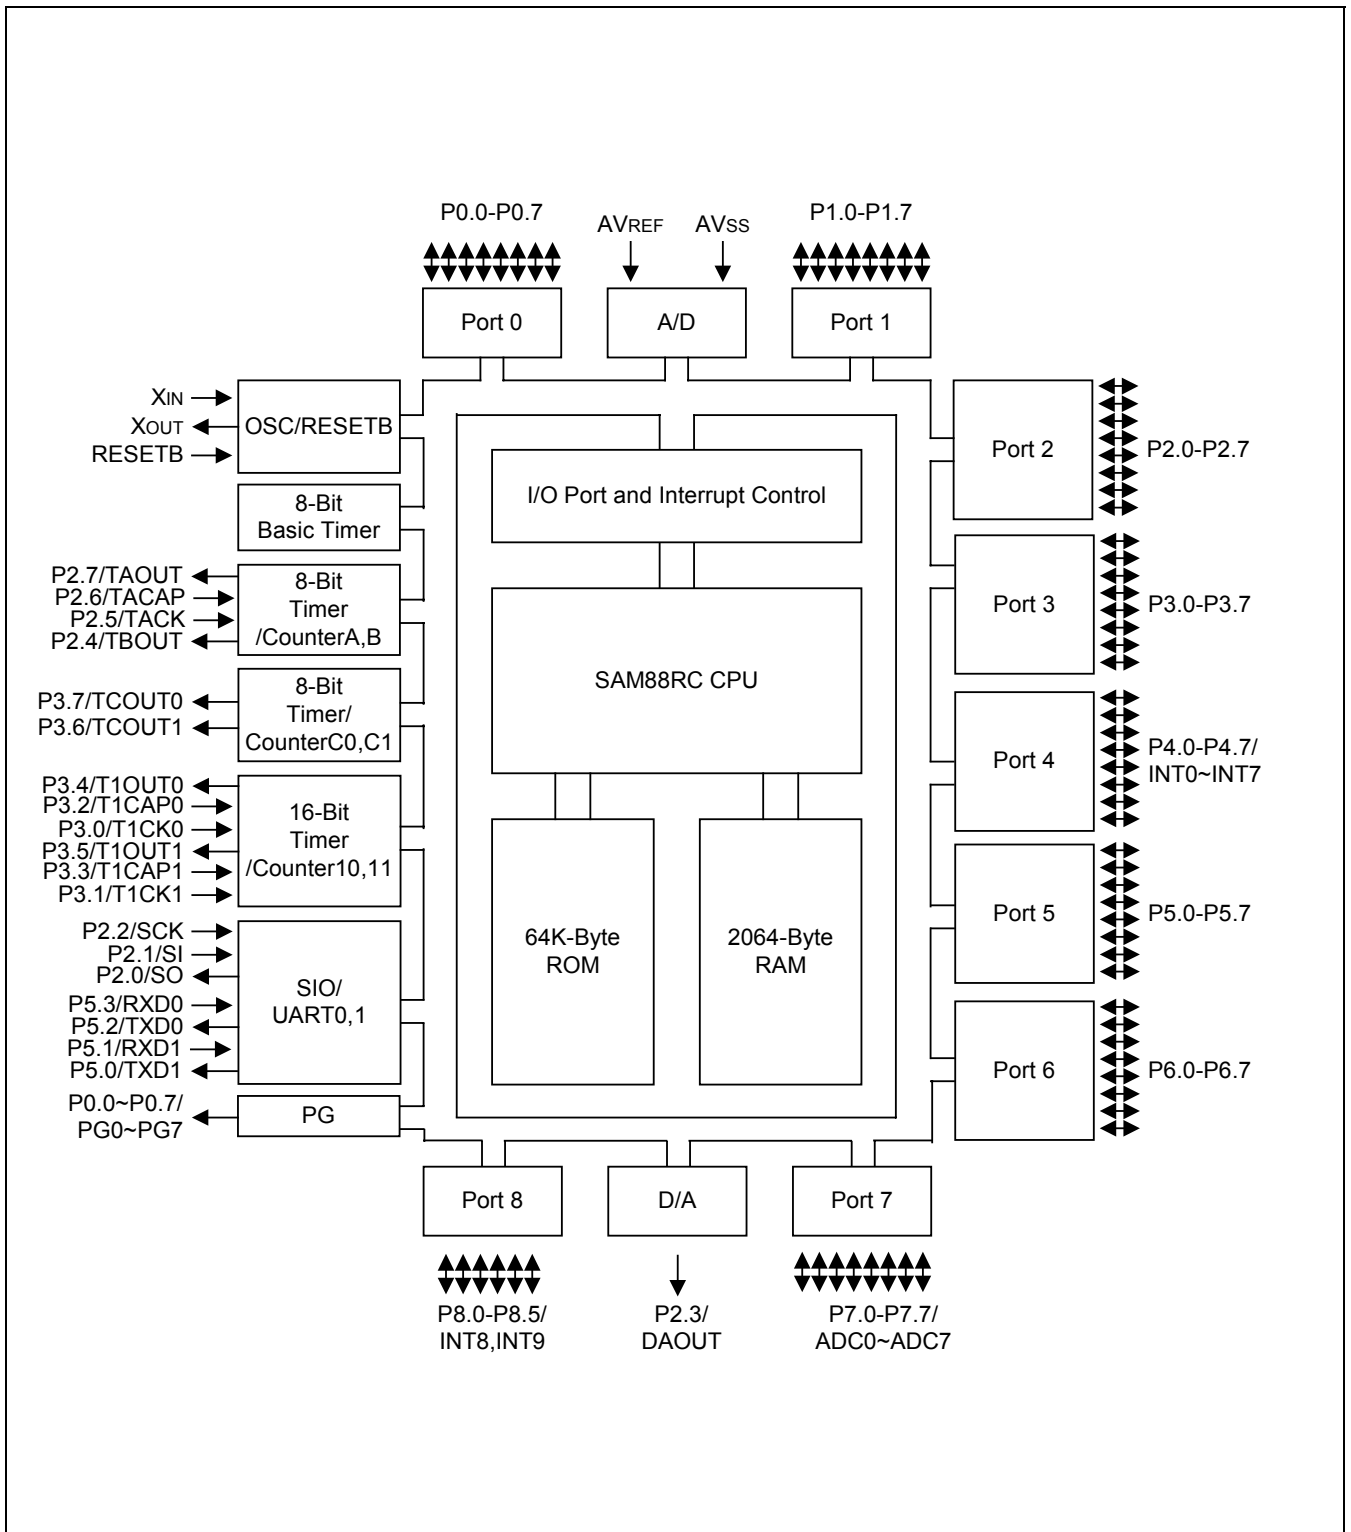 P0.0-P0.7
AVREF
AVSS
P1.0-P1.7
Port 0
A/D
Port 1
XIN
XOUT
RESETB
OSC/RESETB
8-Bit
Basic Timer
P2.7/TAOUT
P2.6/TACAP
P2.5/TACK
P2.4/TBOUT
8-Bit
Timer
/CounterA,B
P3.7/TCOUT0
P3.6/TCOUT1
8-Bit
Timer/
CounterC0,C1
P3.4/T1OUT0
P3.2/T1CAP0
P3.0/T1CK0
P3.5/T1OUT1
P3.3/T1CAP1
P3.1/T1CK1
16-Bit
Timer
/Counter10,11
P2.2/SCK
P2.1/SI
P2.0/SO
P5.3/RXD0
P5.2/TXD0
P5.1/RXD1
P5.0/TXD1
SIO/
UART0,1
P0.0~P0.7/
PG0~PG7
PG
I/O Port and Interrupt Control
SAM88RC CPU
64K-Byte
ROM
2064-Byte
RAM
Port 2
P2.0-P2.7
Port 3
P3.0-P3.7
Port 4
P4.0-P4.7/
INT0~INT7
Port 5
P5.0-P5.7
Port 6
P6.0-P6.7
Port 8
D/A
Port 7
P8.0-P8.5/
INT8,INT9
P2.3/
DAOUT
P7.0-P7.7/
ADC0~ADC7